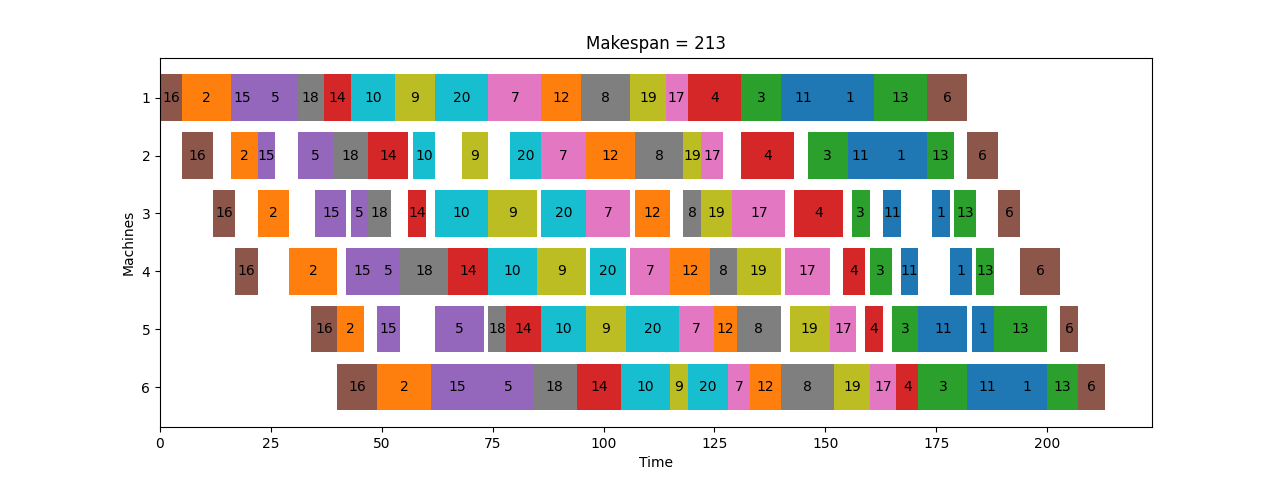 Makespan = 213
Machines
1 16 2 15 5 18 14 10 9 20 7 12 8 19 17 4 3 11 1 13 6
2 16 2 15 5 18 14 10 9 20 7 12 8 19 17 4 3 11 1 13 6
3 16 2 15 5 18 14 10 9 20 7 12 8 19 17 4 3 11 1 13 6
4 16 2 15 5 18 14 10 9 20 7 12 8 19 17 4 3 11 1 13 6
5 16 2 15 5 18 14 10 9 20 7 12 8 19 17 4 3 11 1 13 6
6 16 2 15 5 18 14 10 9 20 7 12 8 19 17 4 3 11 1 13 6
0 25 50 75 100 125 150 175 200
Time